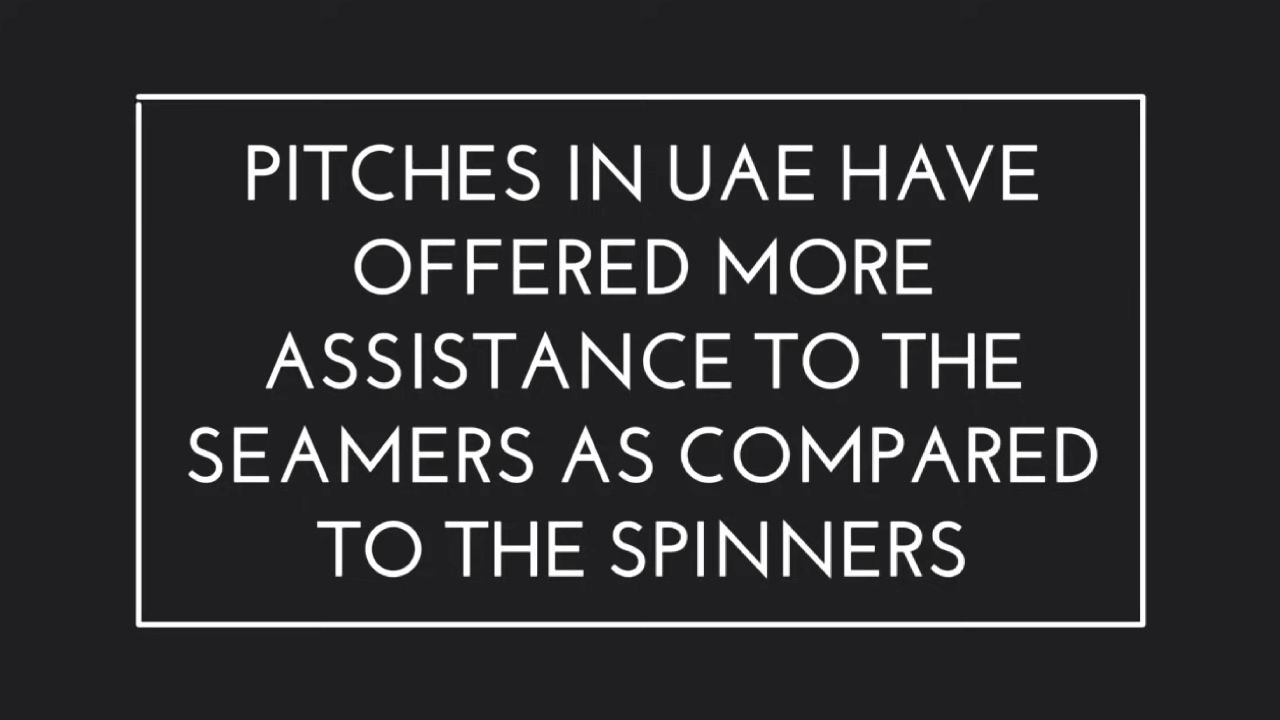 PITCHES IN UAE HAVE
OFFERED MORE
ASSISTANCE TO THE
SEAMERS AS COMPARED
TO THE SPINNERS